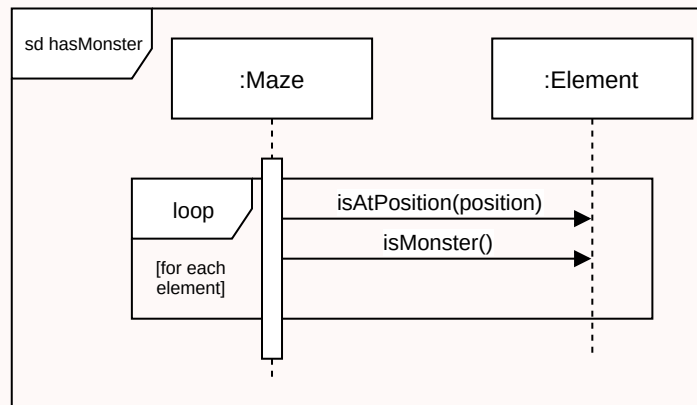 sd hasMonster
:Maze
:Element
loop
isAtPosition(position)
isMonster()
[for each
element]